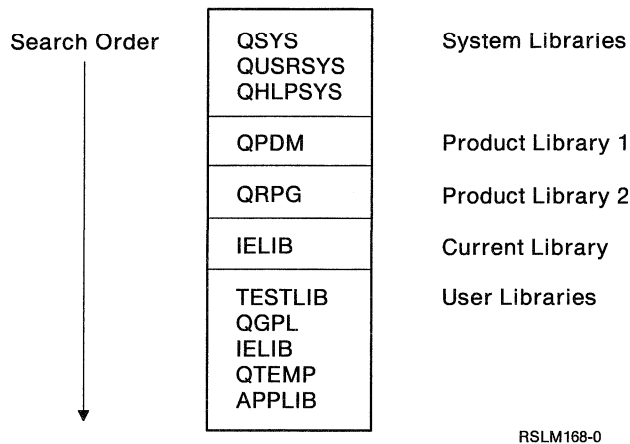 Search Order QSYS System Libraries
QUSRSYS
QHLPSYS
QPDM Product Library 1
QRPG Product Library 2
IELIB Current Library
TESTLIB User Libraries
QGPL
IELIB
QTEMP
APPLIB
RSLM168-0